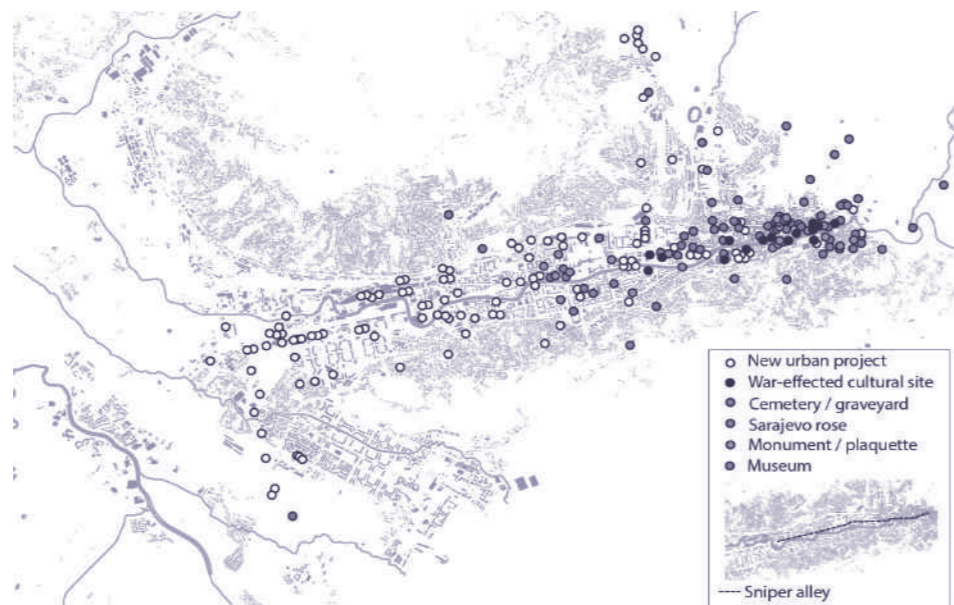 New urban project
War-effected cultural site
Cemetery / graveyard
Sarajevo rose
Monument / plaquette
Museum
Sniper alley